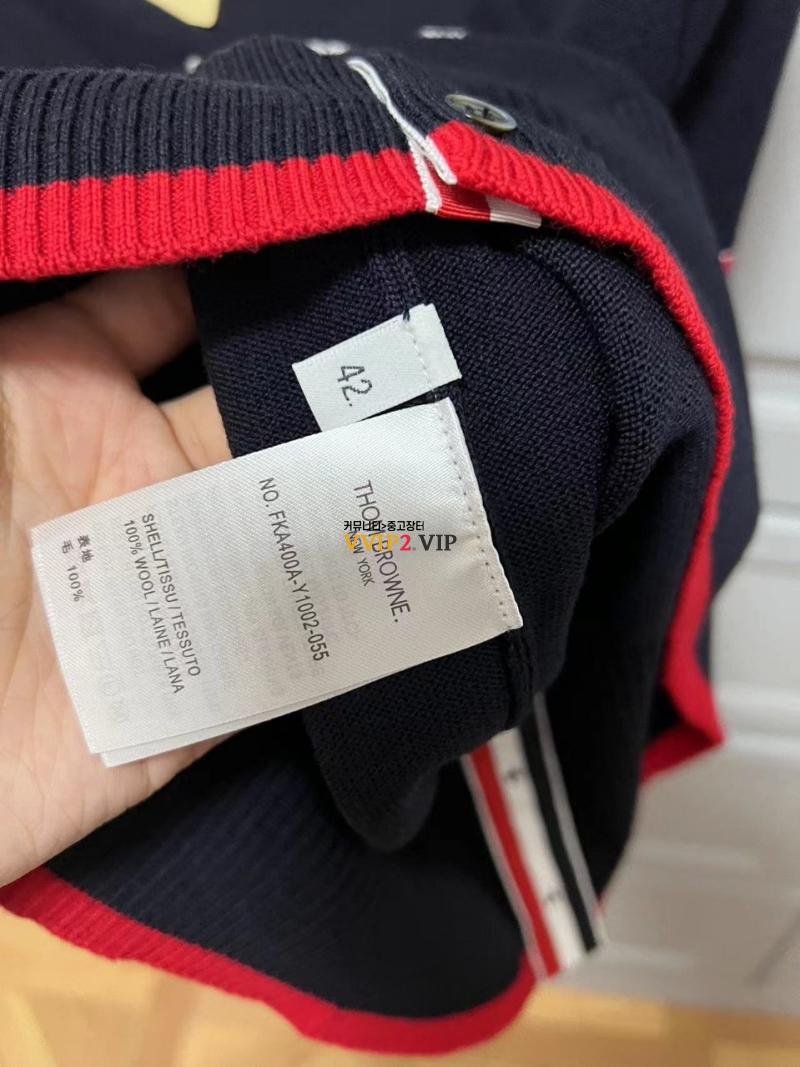 42.
THOM BROWNE.
NEW YORK
NO. FKA400A-Y1002-055
SHELL/TISSU/TESSUTO
100% WOOL/LAINE/LANA
表地
毛 100%
커뮤니티>중고장터
VVIP2.VIP